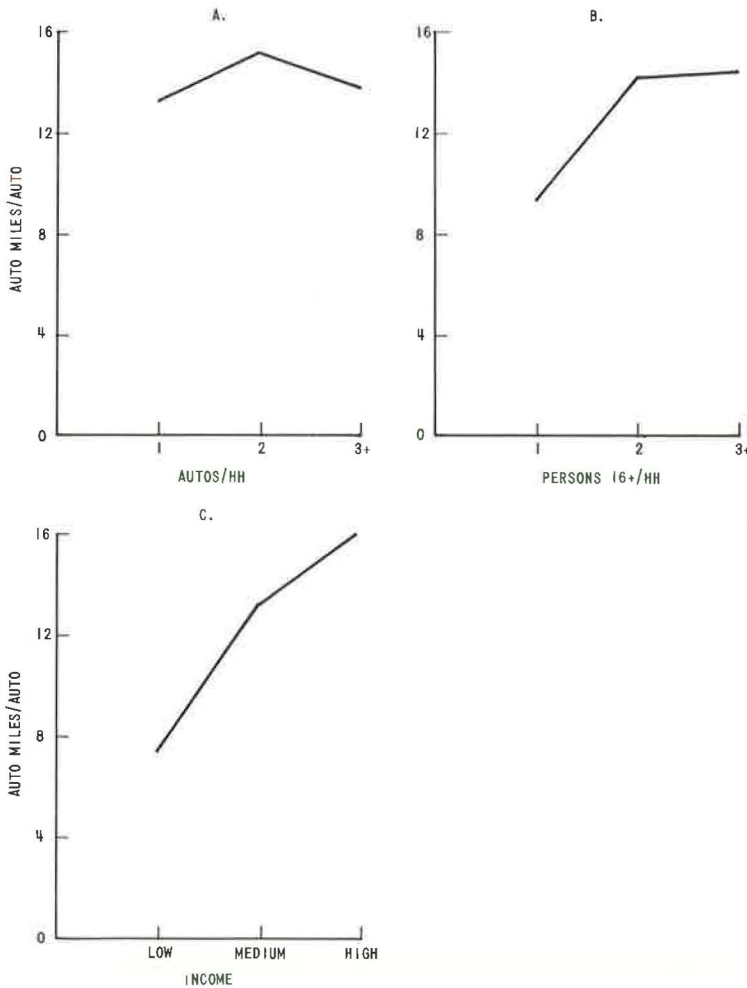 A.
16
12
8
4
0
AUTO MILES/AUTO
1 2 3+
AUTOS/HH
B.
16
12
8
4
0
1 2 3+
PERSONS 16+/HH
C.
16
12
8
4
0
AUTO MILES/AUTO
LOW MEDIUM HIGH
INCOME